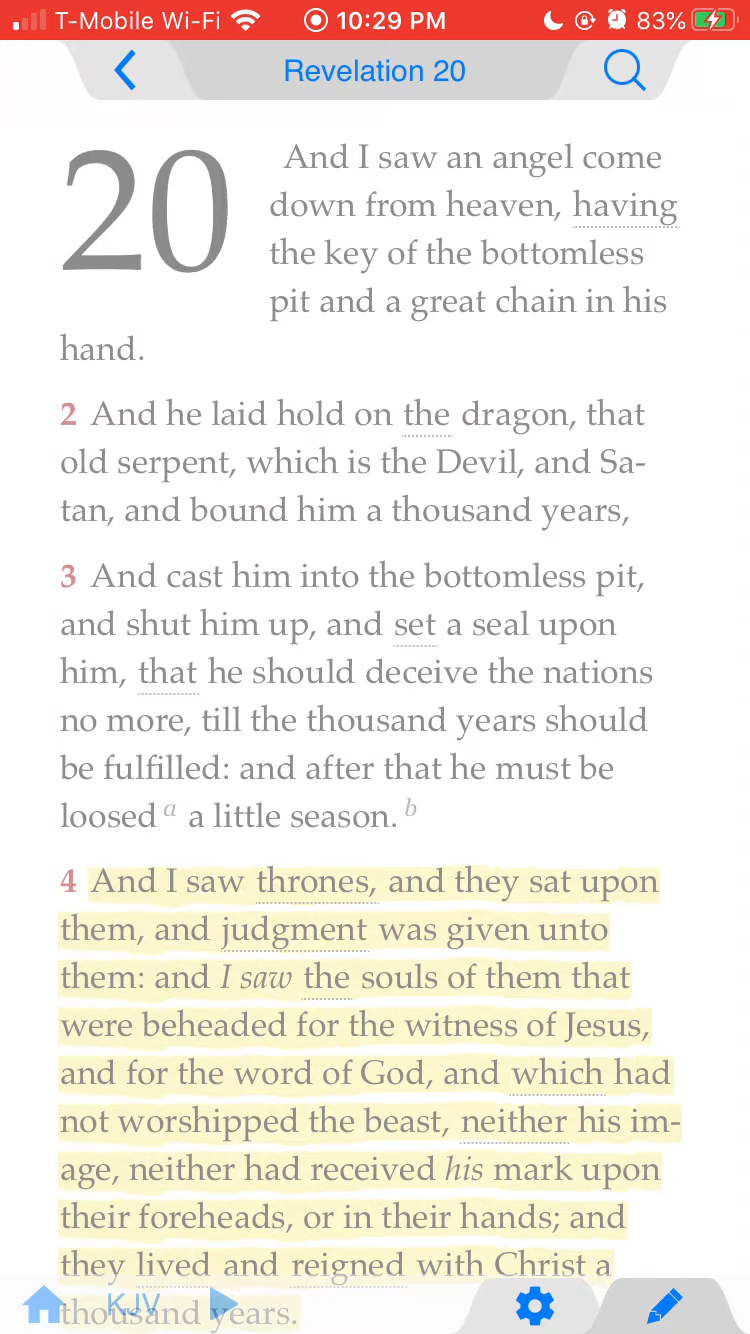 T-Mobile Wi-Fi 10:29 PM 83%
Revelation 20
20 And I saw an angel come
down from heaven, having
the key of the bottomless
pit and a great chain in his
hand.
2 And he laid hold on the dragon, that
old serpent, which is the Devil, and Sa-
tan, and bound him a thousand years,
3 And cast him into the bottomless pit,
and shut him up, and set a seal upon
him, that he should deceive the nations
no more, till the thousand years should
be fulfilled: and after that he must be
loosed a a little season. b
4 And I saw thrones, and they sat upon
them, and judgment was given unto
them: and I saw the souls of them that
were beheaded for the witness of Jesus,
and for the word of God, and which had
not worshipped the beast, neither his im-
age, neither had received his mark upon
their foreheads, or in their hands; and
they lived and reigned with Christ a
thousand years.
KJV